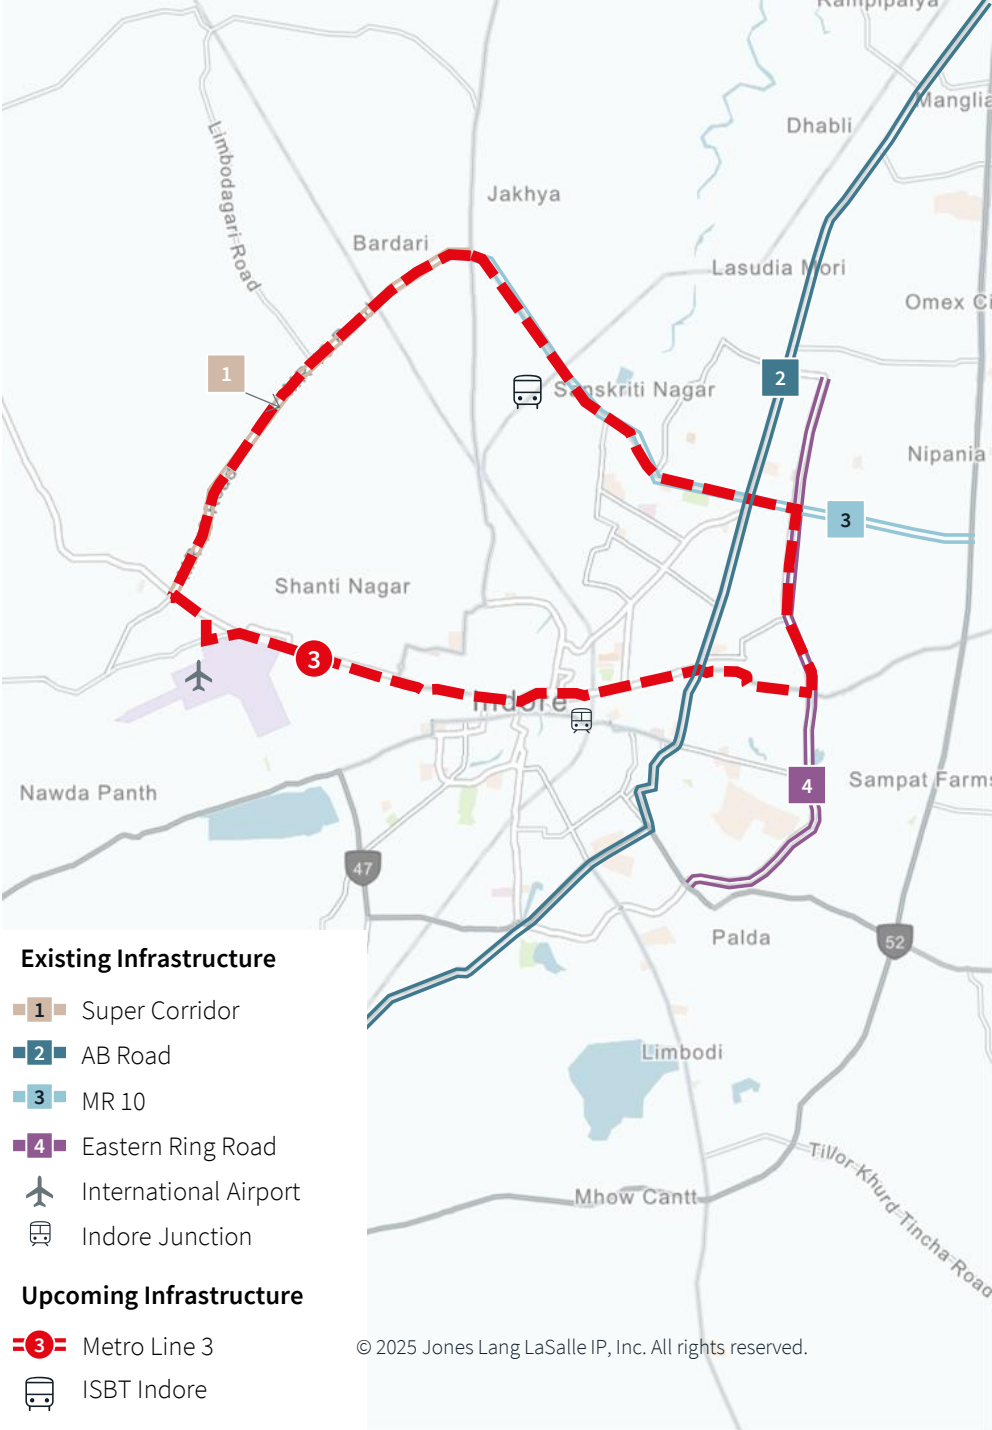 Rampipalya
Manglia
Dhabli
Limbodagari-Road
Jakhya
Bardari
Lasudia Mori
Omex Ci
1
2
Sanskriti Nagar
Nipania
3
Shanti Nagar
3
Indore
4
Sampat Farms
Nawda Panth
47
Palda
52
Limbodi
Tillor-Khurd-Tincha-Road
Mhow Cantt
Existing Infrastructure
1 Super Corridor
2 AB Road
3 MR 10
4 Eastern Ring Road
International Airport
Indore Junction
Upcoming Infrastructure
3 Metro Line 3
ISBT Indore
© 2025 Jones Lang LaSalle IP, Inc. All rights reserved.